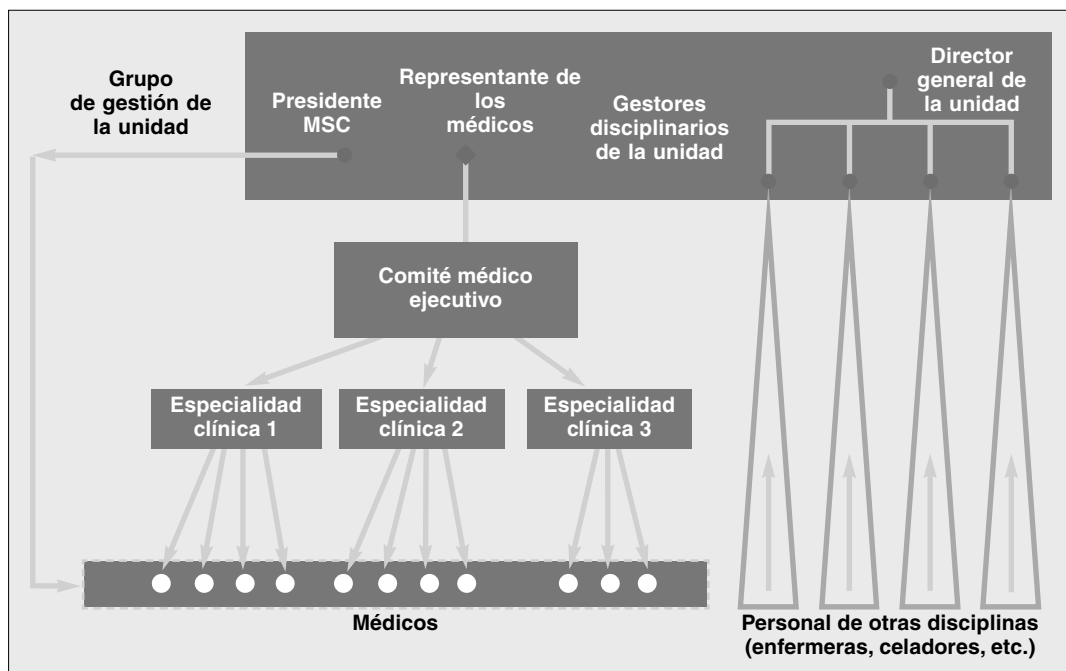 Grupo
de gestión de
la unidad
Presidente
MSC
Representante de
los
médicos
Gestores
disciplinarios
de la unidad
Director
general de
la unidad
Comité médico
ejecutivo
Especialidad
clínica 1
Especialidad
clínica 2
Especialidad
clínica 3
Médicos
Personal de otras disciplinas
(enfermeras, celadores, etc.)